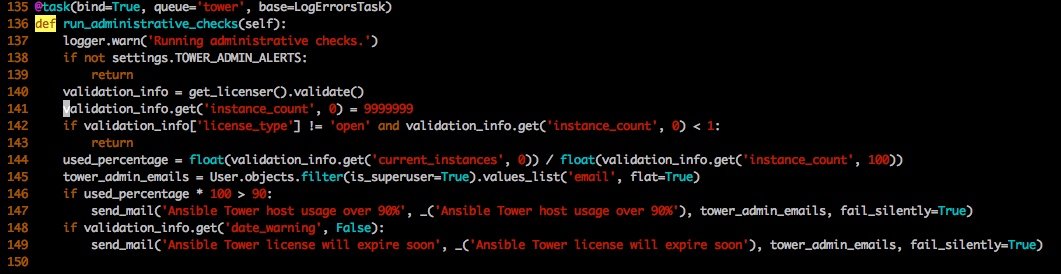 135 @task(bind=True, queue='tower', base=LogErrorsTask)
136 def run_administrative_checks(self):
137     logger.warn('Running administrative checks.')
138     if not settings.TOWER_ADMIN_ALERTS:
139         return
140     validation_info = get_licenser().validate()
141     validation_info.get('instance_count', 0) = 9999999
142     if validation_info['license_type'] != 'open' and validation_info.get('instance_count', 0) < 1:
143         return
144     used_percentage = float(validation_info.get('current_instances', 0)) / float(validation_info.get('instance_count', 100))
145     tower_admin_emails = User.objects.filter(is_superuser=True).values_list('email', flat=True)
146     if used_percentage * 100 > 90:
147         send_mail('Ansible Tower host usage over 90%', _('Ansible Tower host usage over 90%'), tower_admin_emails, fail_silently=True)
148     if validation_info.get('date_warning', False):
149         send_mail('Ansible Tower license will expire soon', _('Ansible Tower license will expire soon'), tower_admin_emails, fail_silently=True)
150